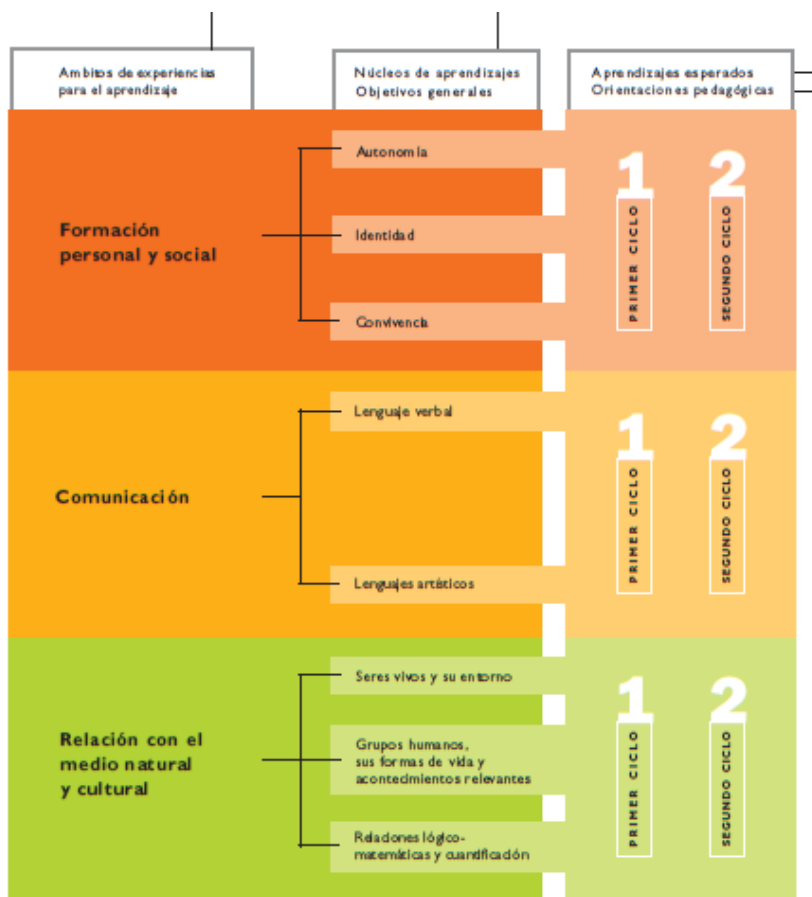 Ambitos de experiencias
para el aprendizaje
Núcleos de aprendizajes
Objetivos generales
Aprendizajes esperados
Orientaciones pedagógicas
Formación
personal y social
Autonomía
Identidad
Convivencia
1
PRIMER CICLO
2
SEGUNDO CICLO
Comunicación
Lenguaje verbal
Lenguajes artísticos
1
PRIMER CICLO
2
SEGUNDO CICLO
Relación con el
medio natural
y cultural
Seres vivos y su entorno
Grupos humanos,
sus formas de vida y
acontecimientos relevantes
Relaciones lógico-
matemáticas y cuantificación
1
PRIMER CICLO
2
SEGUNDO CICLO